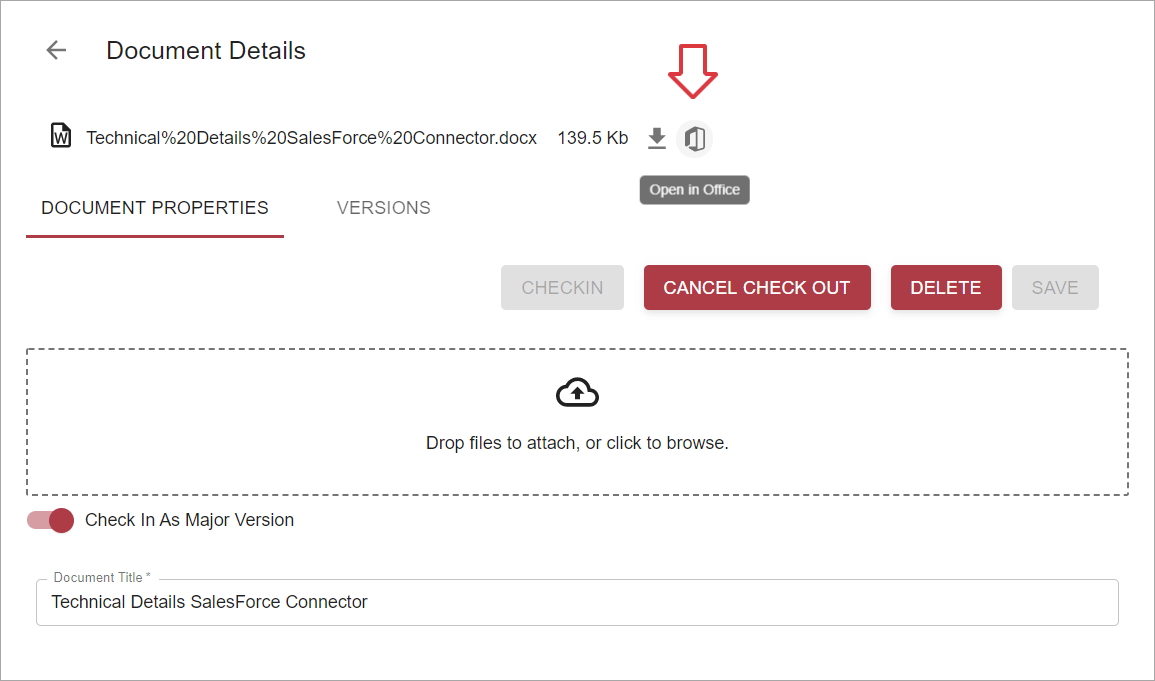 Document Details
W Technical%20Details%20SalesForce%20Connector.docx 139.5 Kb
Open in Office
DOCUMENT PROPERTIES VERSIONS
CHECKIN CANCEL CHECK OUT DELETE SAVE
Drop files to attach, or click to browse.
Check In As Major Version
Document Title *
Technical Details SalesForce Connector